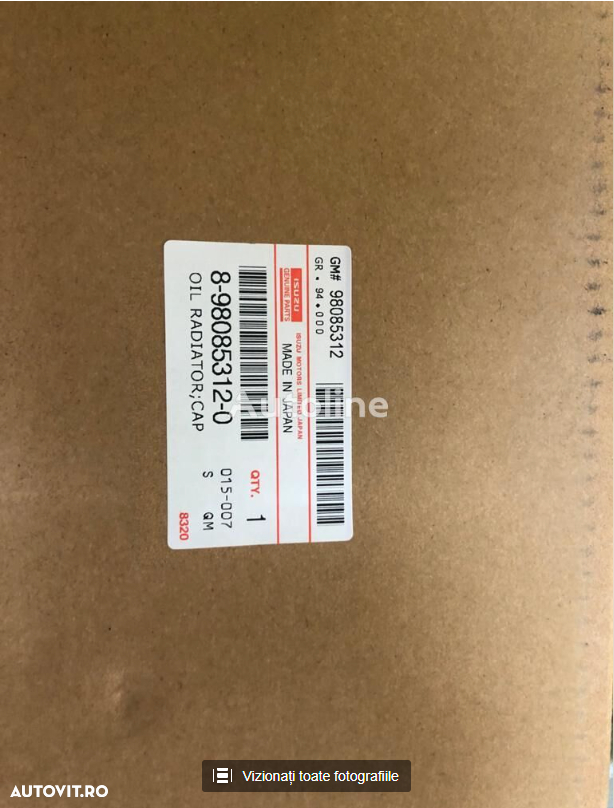 GM# 98085312
GR. 94.000
ISUZU
GENUINE PARTS
ISUZU MOTORS LIMITED JAPAN
MADE IN JAPAN
QTY. 1
8-98085312-0
015-007
OIL RADIATOR;CAP
S QM
8320
Autoline
Vizionați toate fotografiile
AUTOVIT.RO